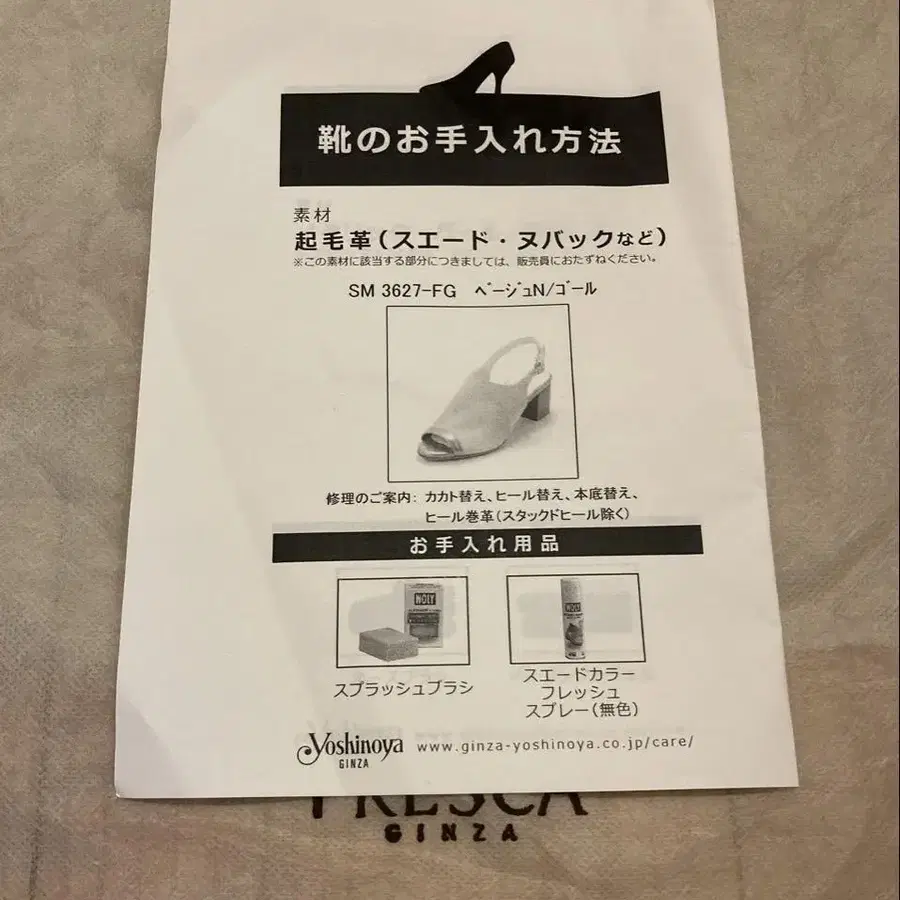 靴のお手入れ方法
素材
起毛革(スエード・ヌバックなど)
※この素材に該当する部分につきましては、販売員におたずねください。
SM 3627-FG ベージュN/ゴール
修理のご案内: カカト替え、ヒール替え、本底替え、
ヒール巻革(スタックドヒール除く)
お手入れ用品
NOLY
NOLY
スプラッシュブラシ
スエードカラー
フレッシュ
スプレー(無色)
Yoshinoya
GINZA
www.ginza-yoshinoya.co.jp/care/
FRESCA
GINZA